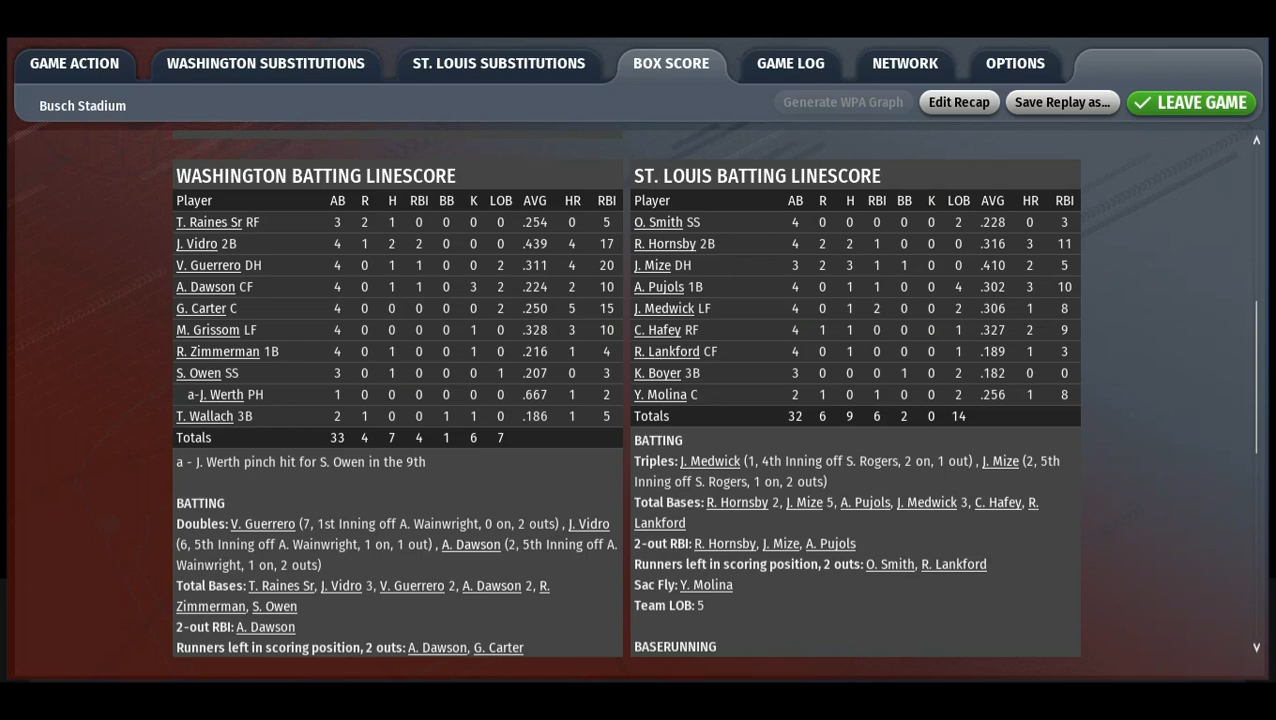 GAME ACTION WASHINGTON SUBSTITUTIONS ST. LOUIS SUBSTITUTIONS BOX SCORE GAME LOG NETWORK OPTIONS
Busch Stadium Generate WPA Graph Edit Recap Save Replay as... LEAVE GAME
WASHINGTON BATTING LINESCORE
Player AB R H RBI BB K LOB AVG HR RBI
T. Raines Sr RF 3 2 1 0 0 0 0 .254 0 5
J. Vidro 2B 4 1 2 2 0 0 0 .439 4 17
V. Guerrero DH 4 0 1 1 0 0 2 .311 4 20
A. Dawson CF 4 0 1 1 0 3 2 .224 2 10
G. Carter C 4 0 0 0 0 0 2 .250 5 15
M. Grissom LF 4 0 0 0 0 1 0 .328 3 10
R. Zimmerman 1B 4 0 1 0 0 1 0 .216 1 4
S. Owen SS 3 0 1 0 0 0 1 .207 0 3
a-J. Werth PH 1 0 0 0 0 0 0 .667 1 2
T. Wallach 3B 2 1 0 0 1 1 0 .186 1 5
Totals 33 4 7 4 1 6 7
a - J. Werth pinch hit for S. Owen in the 9th
BATTING
Doubles: V. Guerrero (7, 1st Inning off A. Wainwright, 0 on, 2 outs) , J. Vidro
(6, 5th Inning off A. Wainwright, 1 on, 1 out) , A. Dawson (2, 5th Inning off A.
Wainwright, 1 on, 2 outs)
Total Bases: T. Raines Sr, J. Vidro 3, V. Guerrero 2, A. Dawson 2, R.
Zimmerman, S. Owen
2-out RBI: A. Dawson
Runners left in scoring position, 2 outs: A. Dawson, G. Carter
ST. LOUIS BATTING LINESCORE
Player AB R H RBI BB K LOB AVG HR RBI
O. Smith SS 4 0 0 0 0 0 2 .228 0 3
R. Hornsby 2B 4 2 2 1 0 0 0 .316 3 11
J. Mize DH 3 2 3 1 1 0 0 .410 2 5
A. Pujols 1B 4 0 1 1 0 0 4 .302 3 10
J. Medwick LF 4 0 1 2 0 0 2 .306 1 8
C. Hafey RF 4 1 1 0 0 0 1 .327 2 9
R. Lankford CF 4 0 1 0 0 0 1 .189 1 3
K. Boyer 3B 3 0 0 0 1 0 2 .182 0 0
Y. Molina C 2 1 0 1 0 0 2 .256 1 8
Totals 32 6 9 6 2 0 14
BATTING
Triples: J. Medwick (1, 4th Inning off S. Rogers, 2 on, 1 out) , J. Mize (2, 5th
Inning off S. Rogers, 1 on, 2 outs)
Total Bases: R. Hornsby 2, J. Mize 5, A. Pujols, J. Medwick 3, C. Hafey, R.
Lankford
2-out RBI: R. Hornsby, J. Mize, A. Pujols
Runners left in scoring position, 2 outs: O. Smith, R. Lankford
Sac Fly: Y. Molina
Team LOB: 5
BASERUNNING